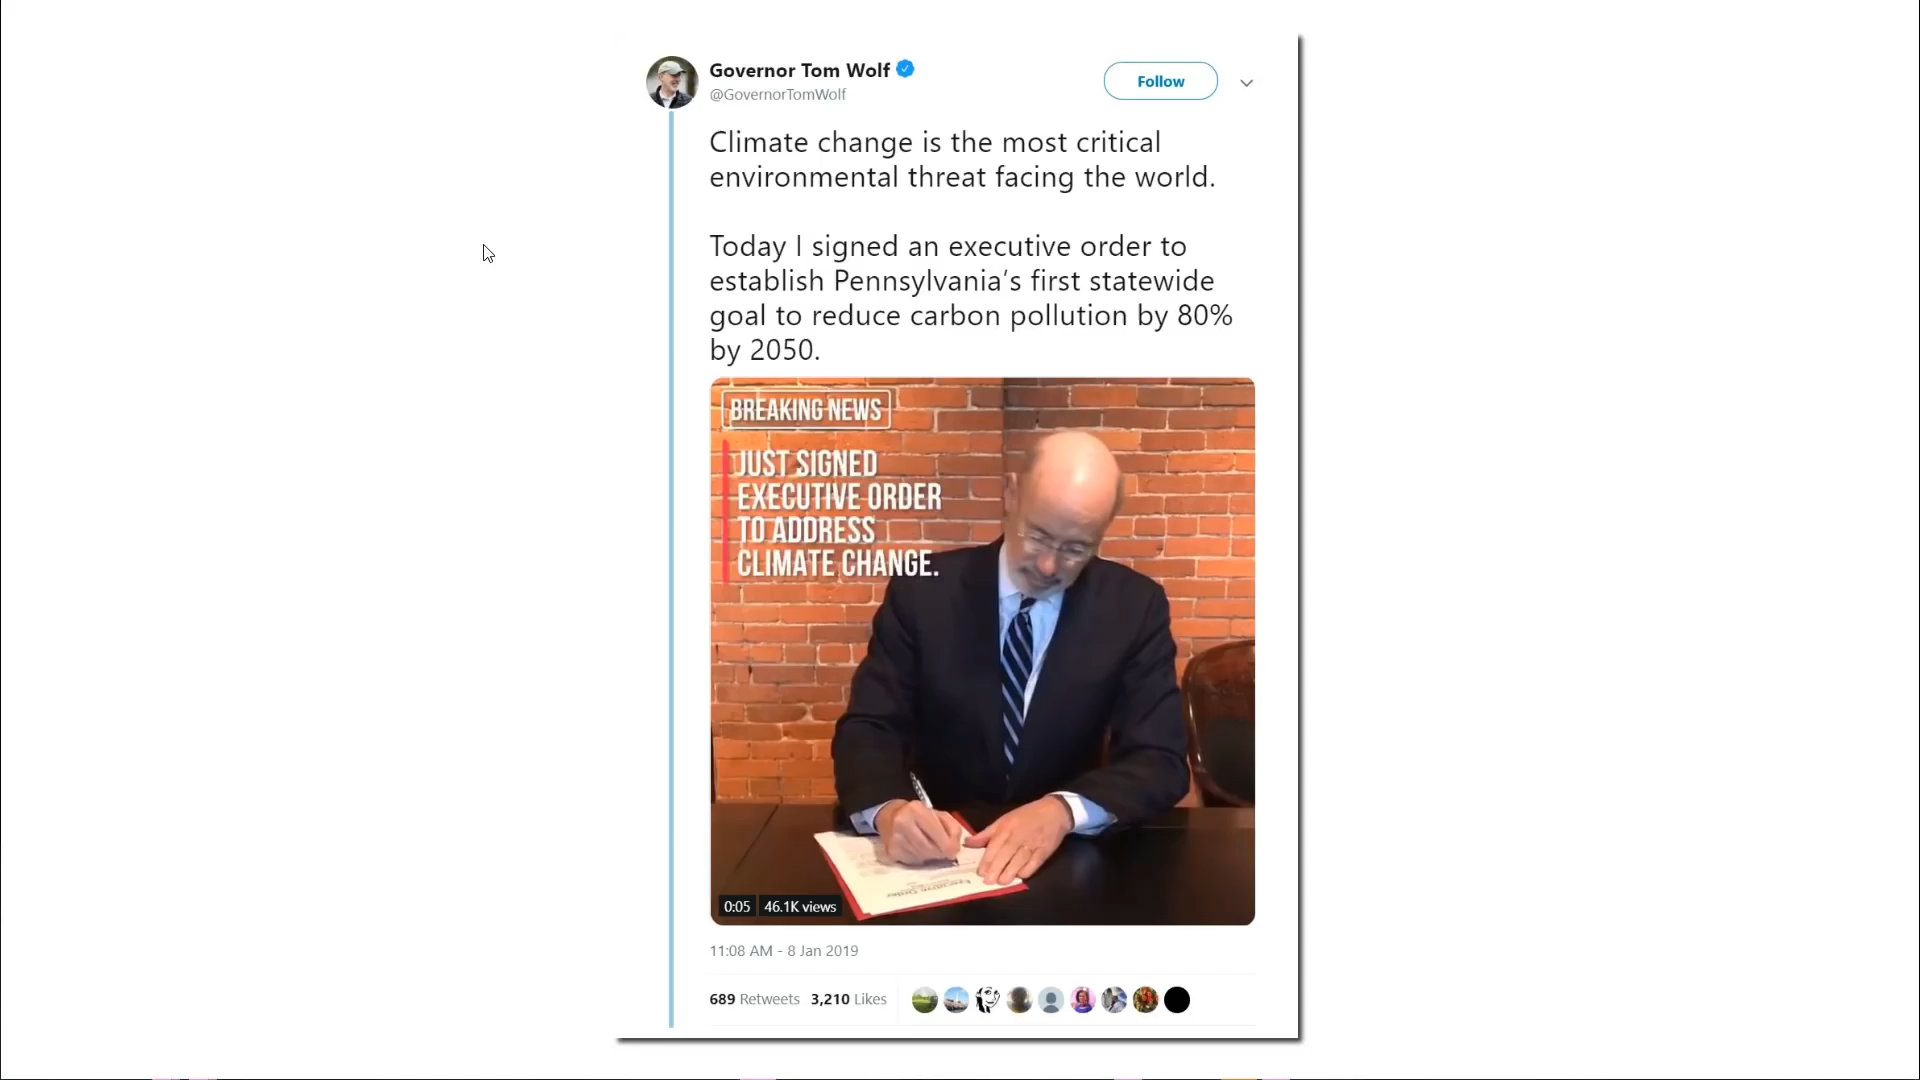 Governor Tom Wolf
@GovernorTomWolf
Follow
Climate change is the most critical
environmental threat facing the world.
Today I signed an executive order to
establish Pennsylvania's first statewide
goal to reduce carbon pollution by 80%
by 2050.
BREAKING NEWS
JUST SIGNED
EXECUTIVE ORDER
TO ADDRESS
CLIMATE CHANGE.
Executive Order
0:05 46.1K views
11:08 AM - 8 Jan 2019
689 Retweets 3,210 Likes